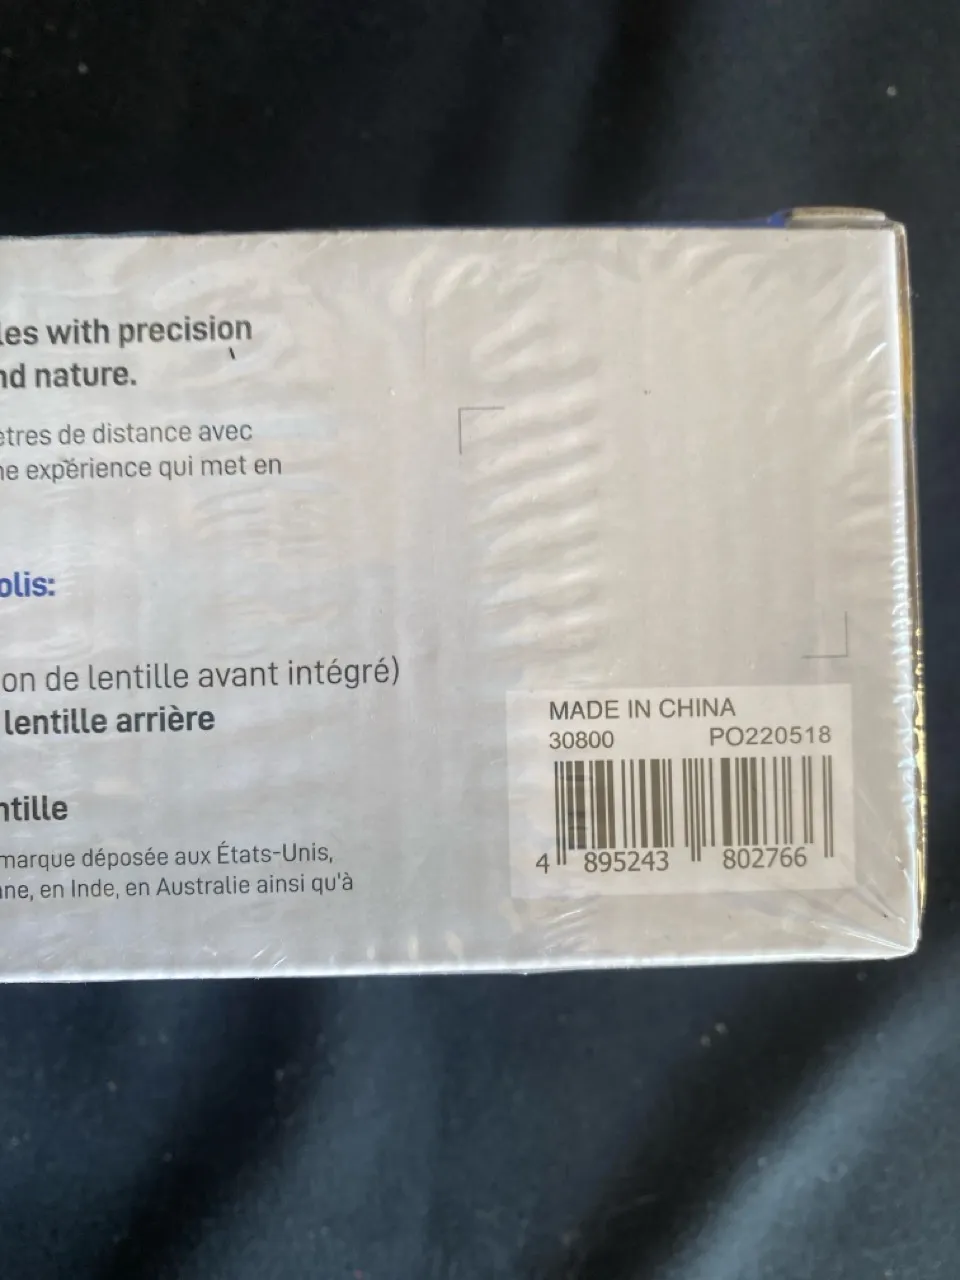 les with precision
nd nature.
ètres de distance avec
ne expérience qui met en
olis:
on de lentille avant intégré)
lentille arrière
ntille
marque déposée aux États-Unis,
nne, en Inde, en Australie ainsi qu'à
MADE IN CHINA
30800 PO220518
4 895243 802766